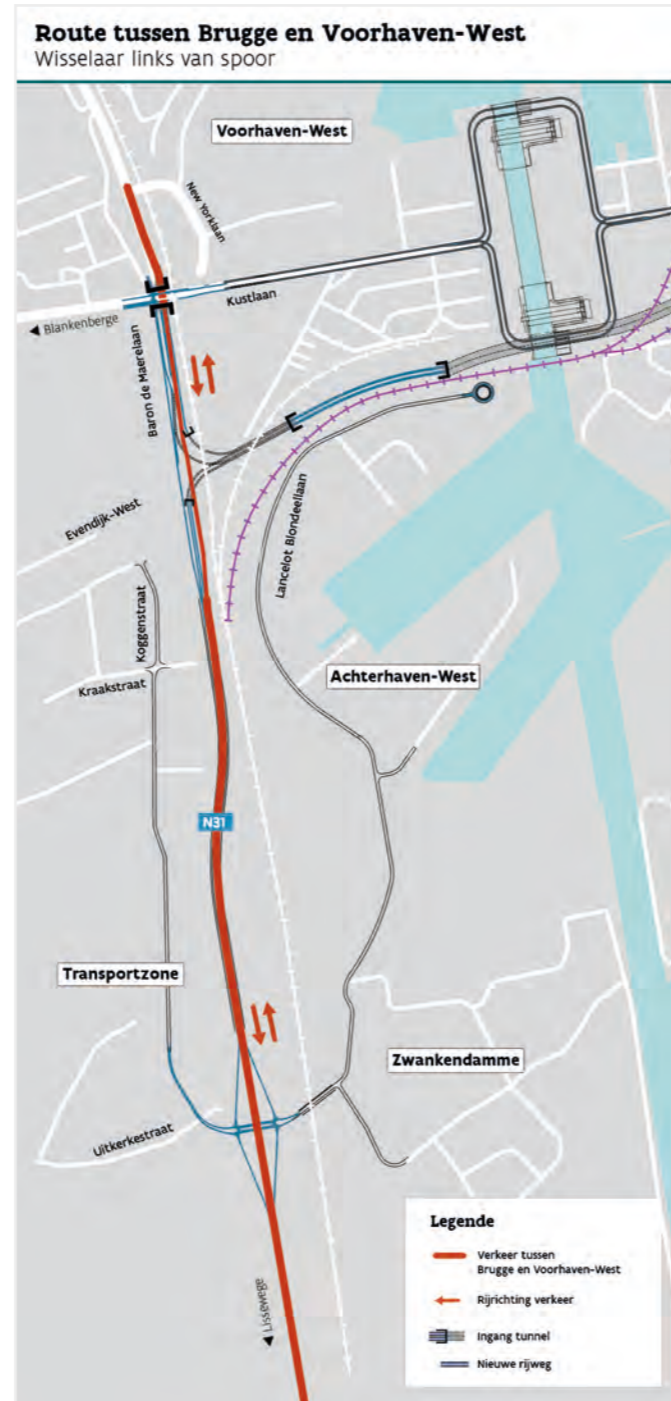 Route tussen Brugge en Voorhaven-West
Wisselaar links van spoor
Voorhaven-West
New Yorklaan
Kustlaan
◄ Blankenberge
Baron de Maerelaan
Evendijk-West
Lancelot Blondeellaan
Koggenstraat
Kraakstraat
Achterhaven-West
N31
Transportzone
Zwankendamme
Uitkerkestraat
◄ Lissewege
Legende
Verkeer tussen
Brugge en Voorhaven-West
Rijrichting verkeer
Ingang tunnel
Nieuwe rijweg